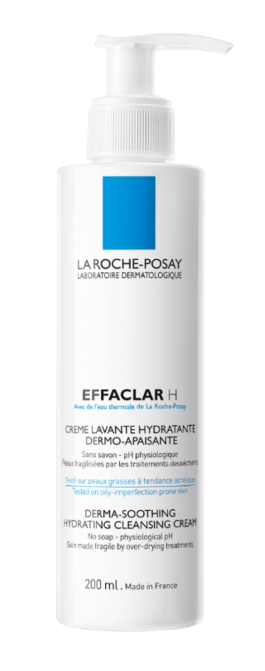 LA ROCHE-POSAY
LABORATOIRE DERMATOLOGIQUE
EFFACLAR H
Avec de l'eau thermale de La Roche-Posay
CREME LAVANTE HYDRATANTE
DERMO-APAISANTE
Sans savon - pH physiologique
Peaux fragilisées par les traitements desséchants
Testé sur peaux grasses à tendance acnéique
Tested on oily-imperfection prone skin
DERMA-SOOTHING
HYDRATING CLEANSING CREAM
No soap - physiological pH
Skin made fragile by over-drying treatments
200 ml. Made in France